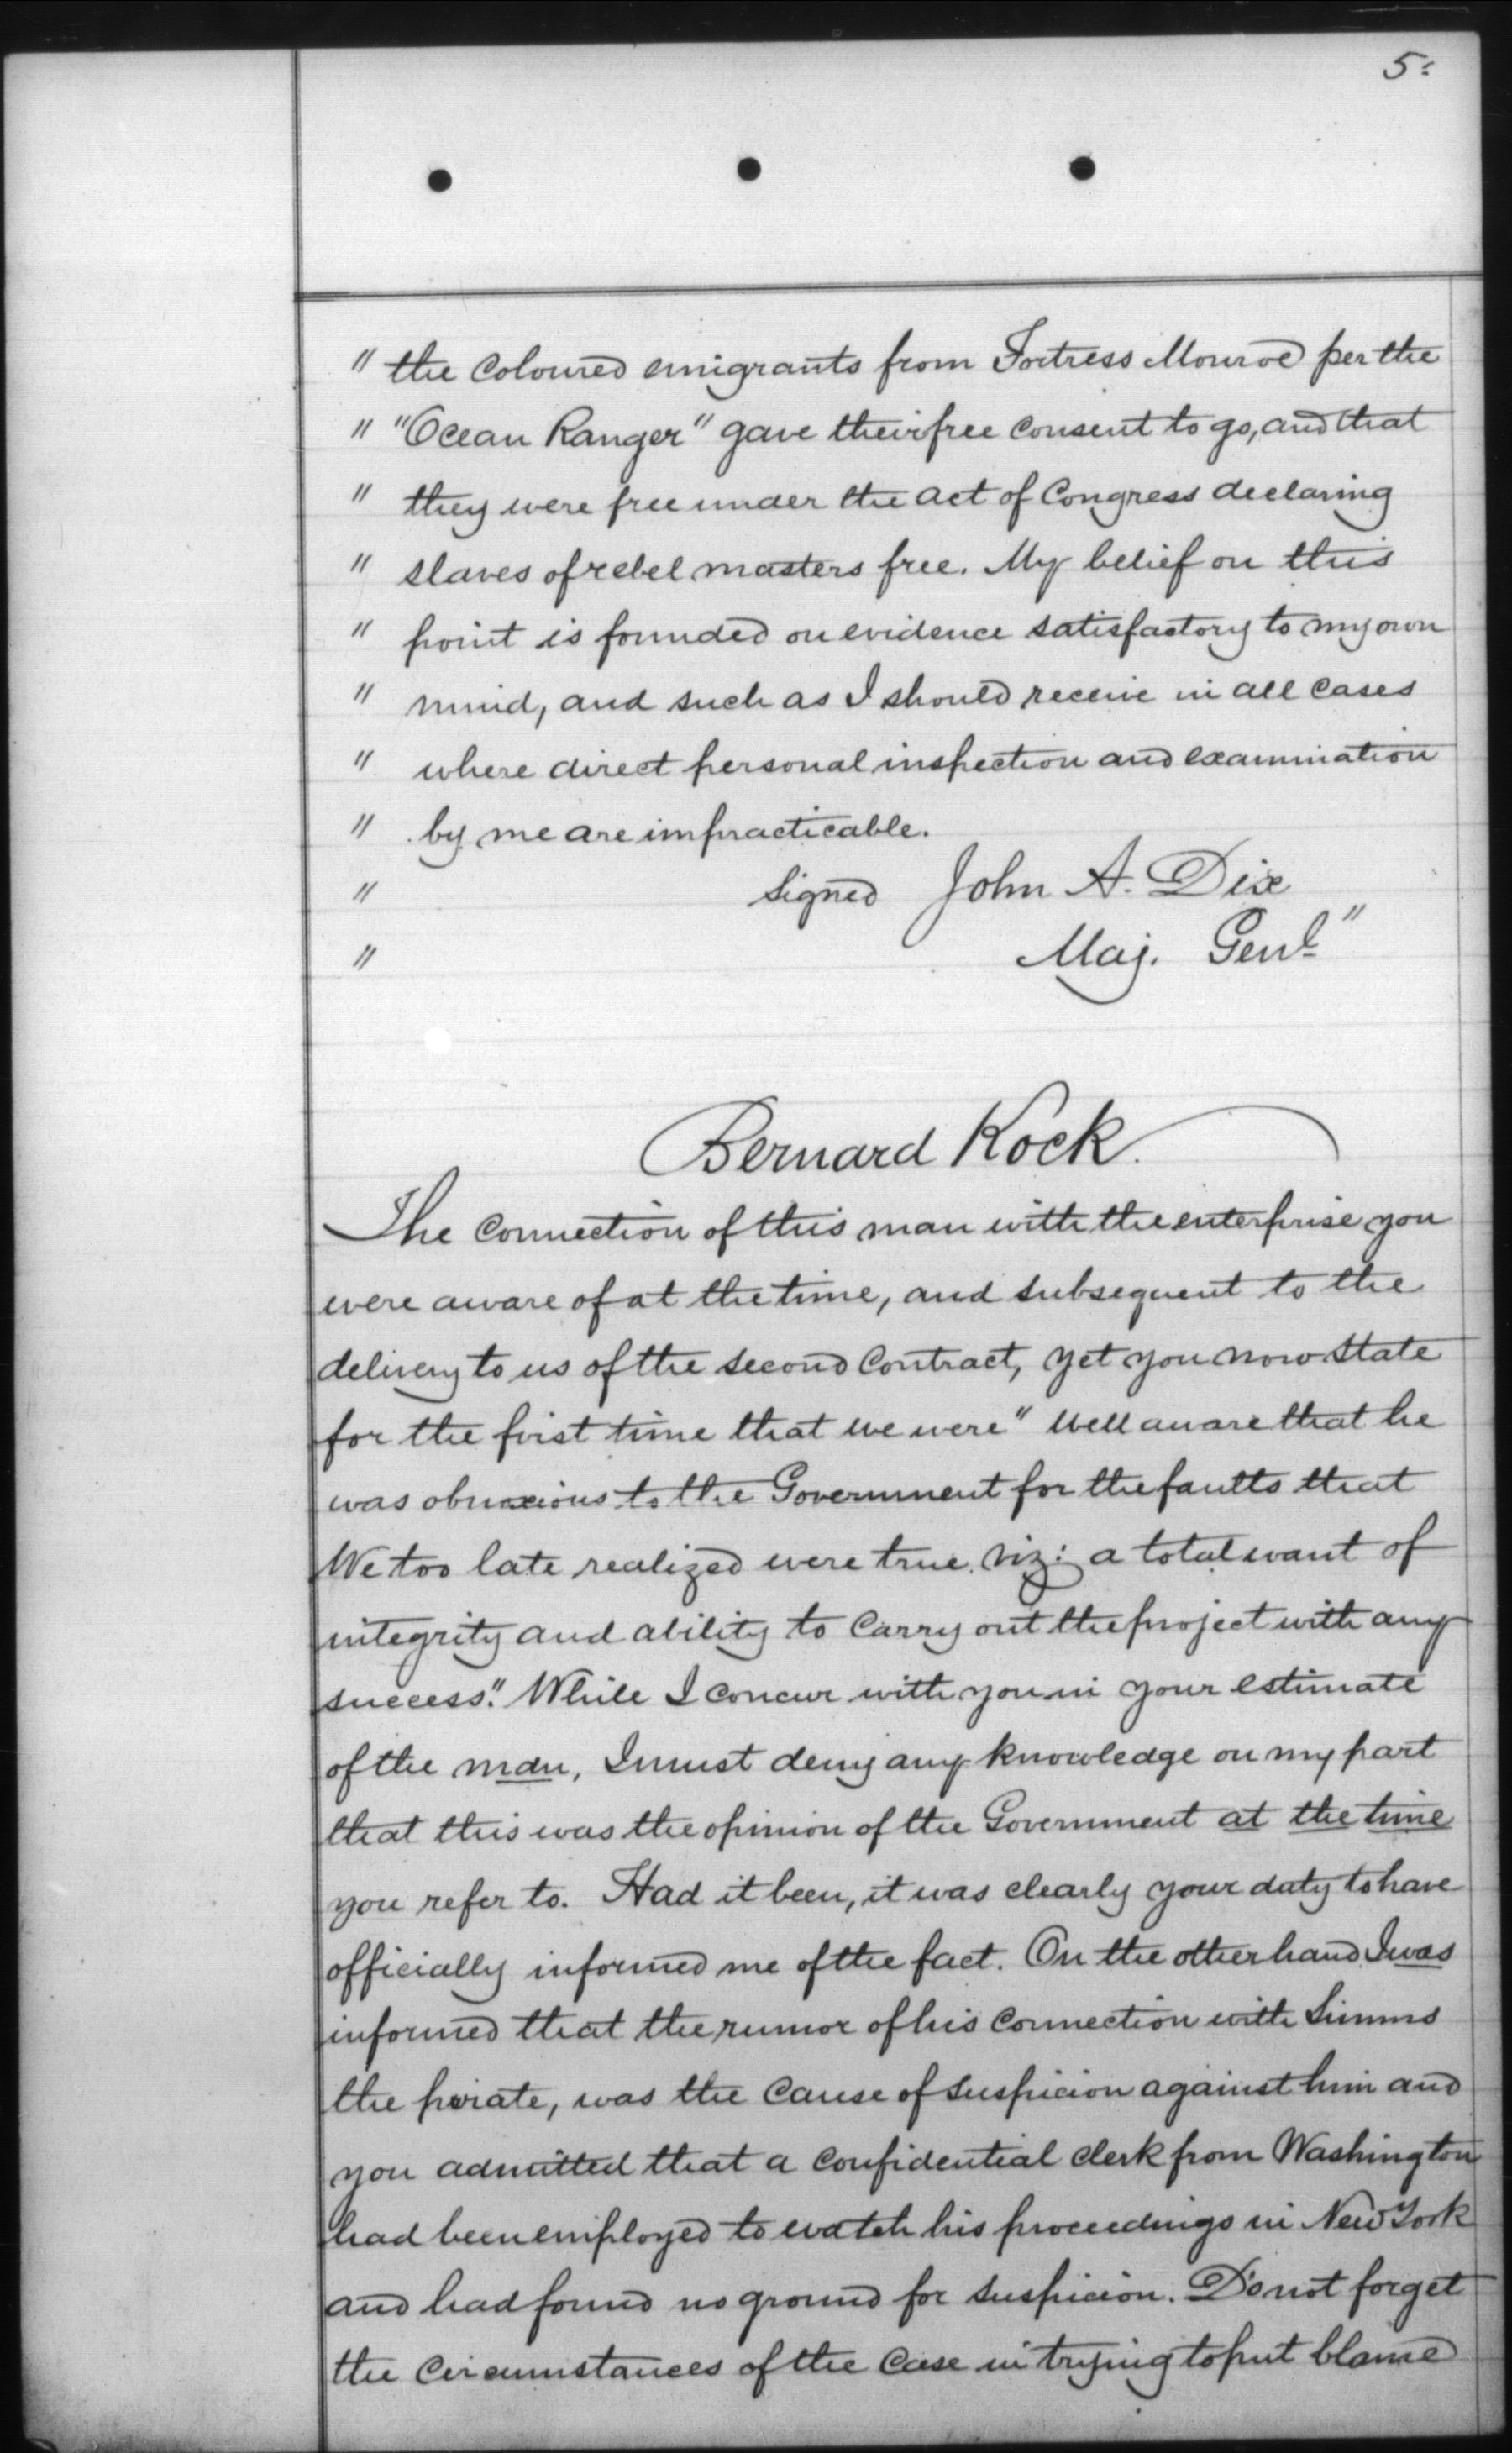 5:
" the coloured emigrants from Fortress Monroe per the
" "Ocean Ranger" gave their free consent to go, and that
" they were free under the act of Congress declaring
" slaves of rebel masters free. My belief on this
" point is founded on evidence satisfactory to my own
" mind, and such as I should receive in all cases
" where direct personal inspection and examination
" by me are impracticable.
" Signed John A. Dix
" Maj. Genl "
Bernard Kock.
The connection of this man with the enterprise you
were aware of at the time, and subsequent to the
delivery to us of the second contract, yet you now state
for the first time that we were " well aware that he
was obnoxious to the Government for the faults that
We too late realized were true. viz: a total want of
integrity and ability to carry out the project with any
success." While I concur with you in your estimate
of the man, I must deny any knowledge on my part
that this was the opinion of the Government at the time
you refer to. Had it been, it was clearly your duty to have
officially informed me of the fact. On the other hand I was
informed that the rumor of his connection with Simms
the pirate, was the cause of suspicion against him and
you admitted that a confidential clerk from Washington
had been employed to watch his proceedings in New York
and had found no ground for suspicion. Do not forget
the circumstances of the case in trying to put blame